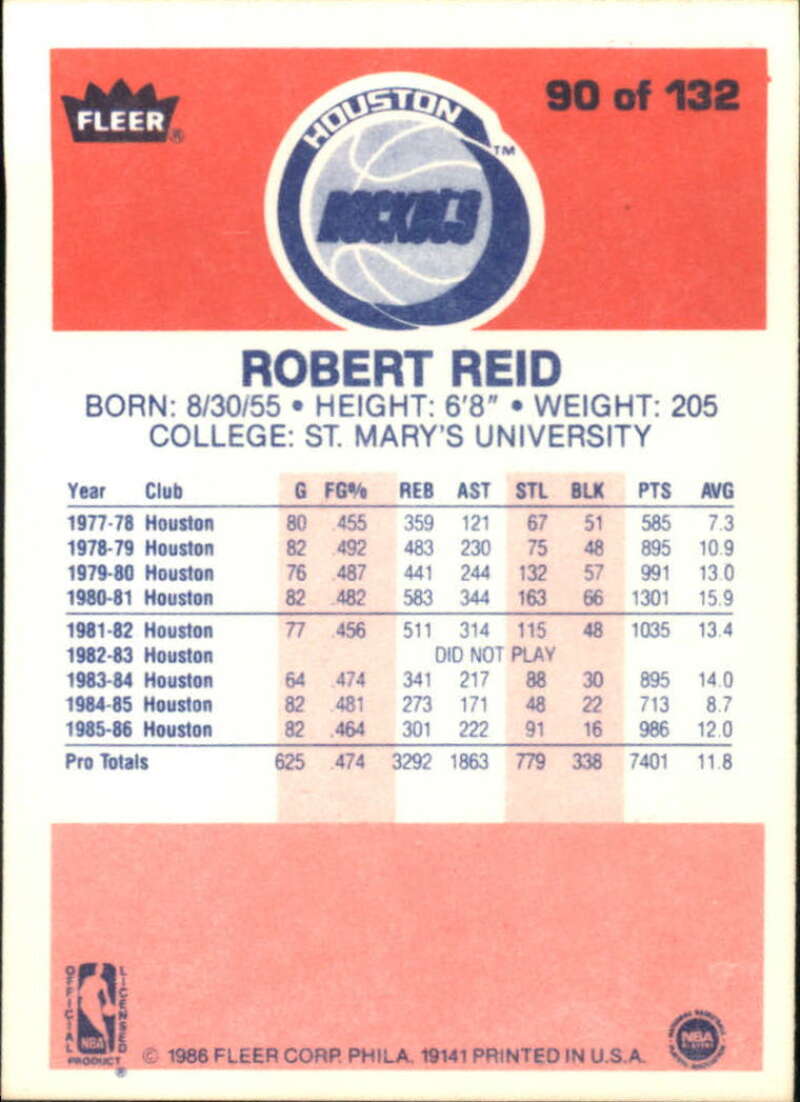 FLEER®
HOUSTON
ROCKETS
TM
90 of 132
ROBERT REID
BORN: 8/30/55 • HEIGHT: 6'8" • WEIGHT: 205
COLLEGE: ST. MARY'S UNIVERSITY
Year Club G FG% REB AST STL BLK PTS AVG
1977-78 Houston 80 .455 359 121 67 51 585 7.3
1978-79 Houston 82 .492 483 230 75 48 895 10.9
1979-80 Houston 76 .487 441 244 132 57 991 13.0
1980-81 Houston 82 .482 583 344 163 66 1301 15.9
1981-82 Houston 77 .456 511 314 115 48 1035 13.4
1982-83 Houston DID NOT PLAY
1983-84 Houston 64 .474 341 217 88 30 895 14.0
1984-85 Houston 82 .481 273 171 48 22 713 8.7
1985-86 Houston 82 .464 301 222 91 16 986 12.0
Pro Totals 625 .474 3292 1863 779 338 7401 11.8
OFFICIAL LICENSED
NBA
PRODUCT ®
© 1986 FLEER CORP. PHILA. 19141 PRINTED IN U.S.A.
NATIONAL BASKETBALL
NBA
PLAYERS
ASSOCIATION